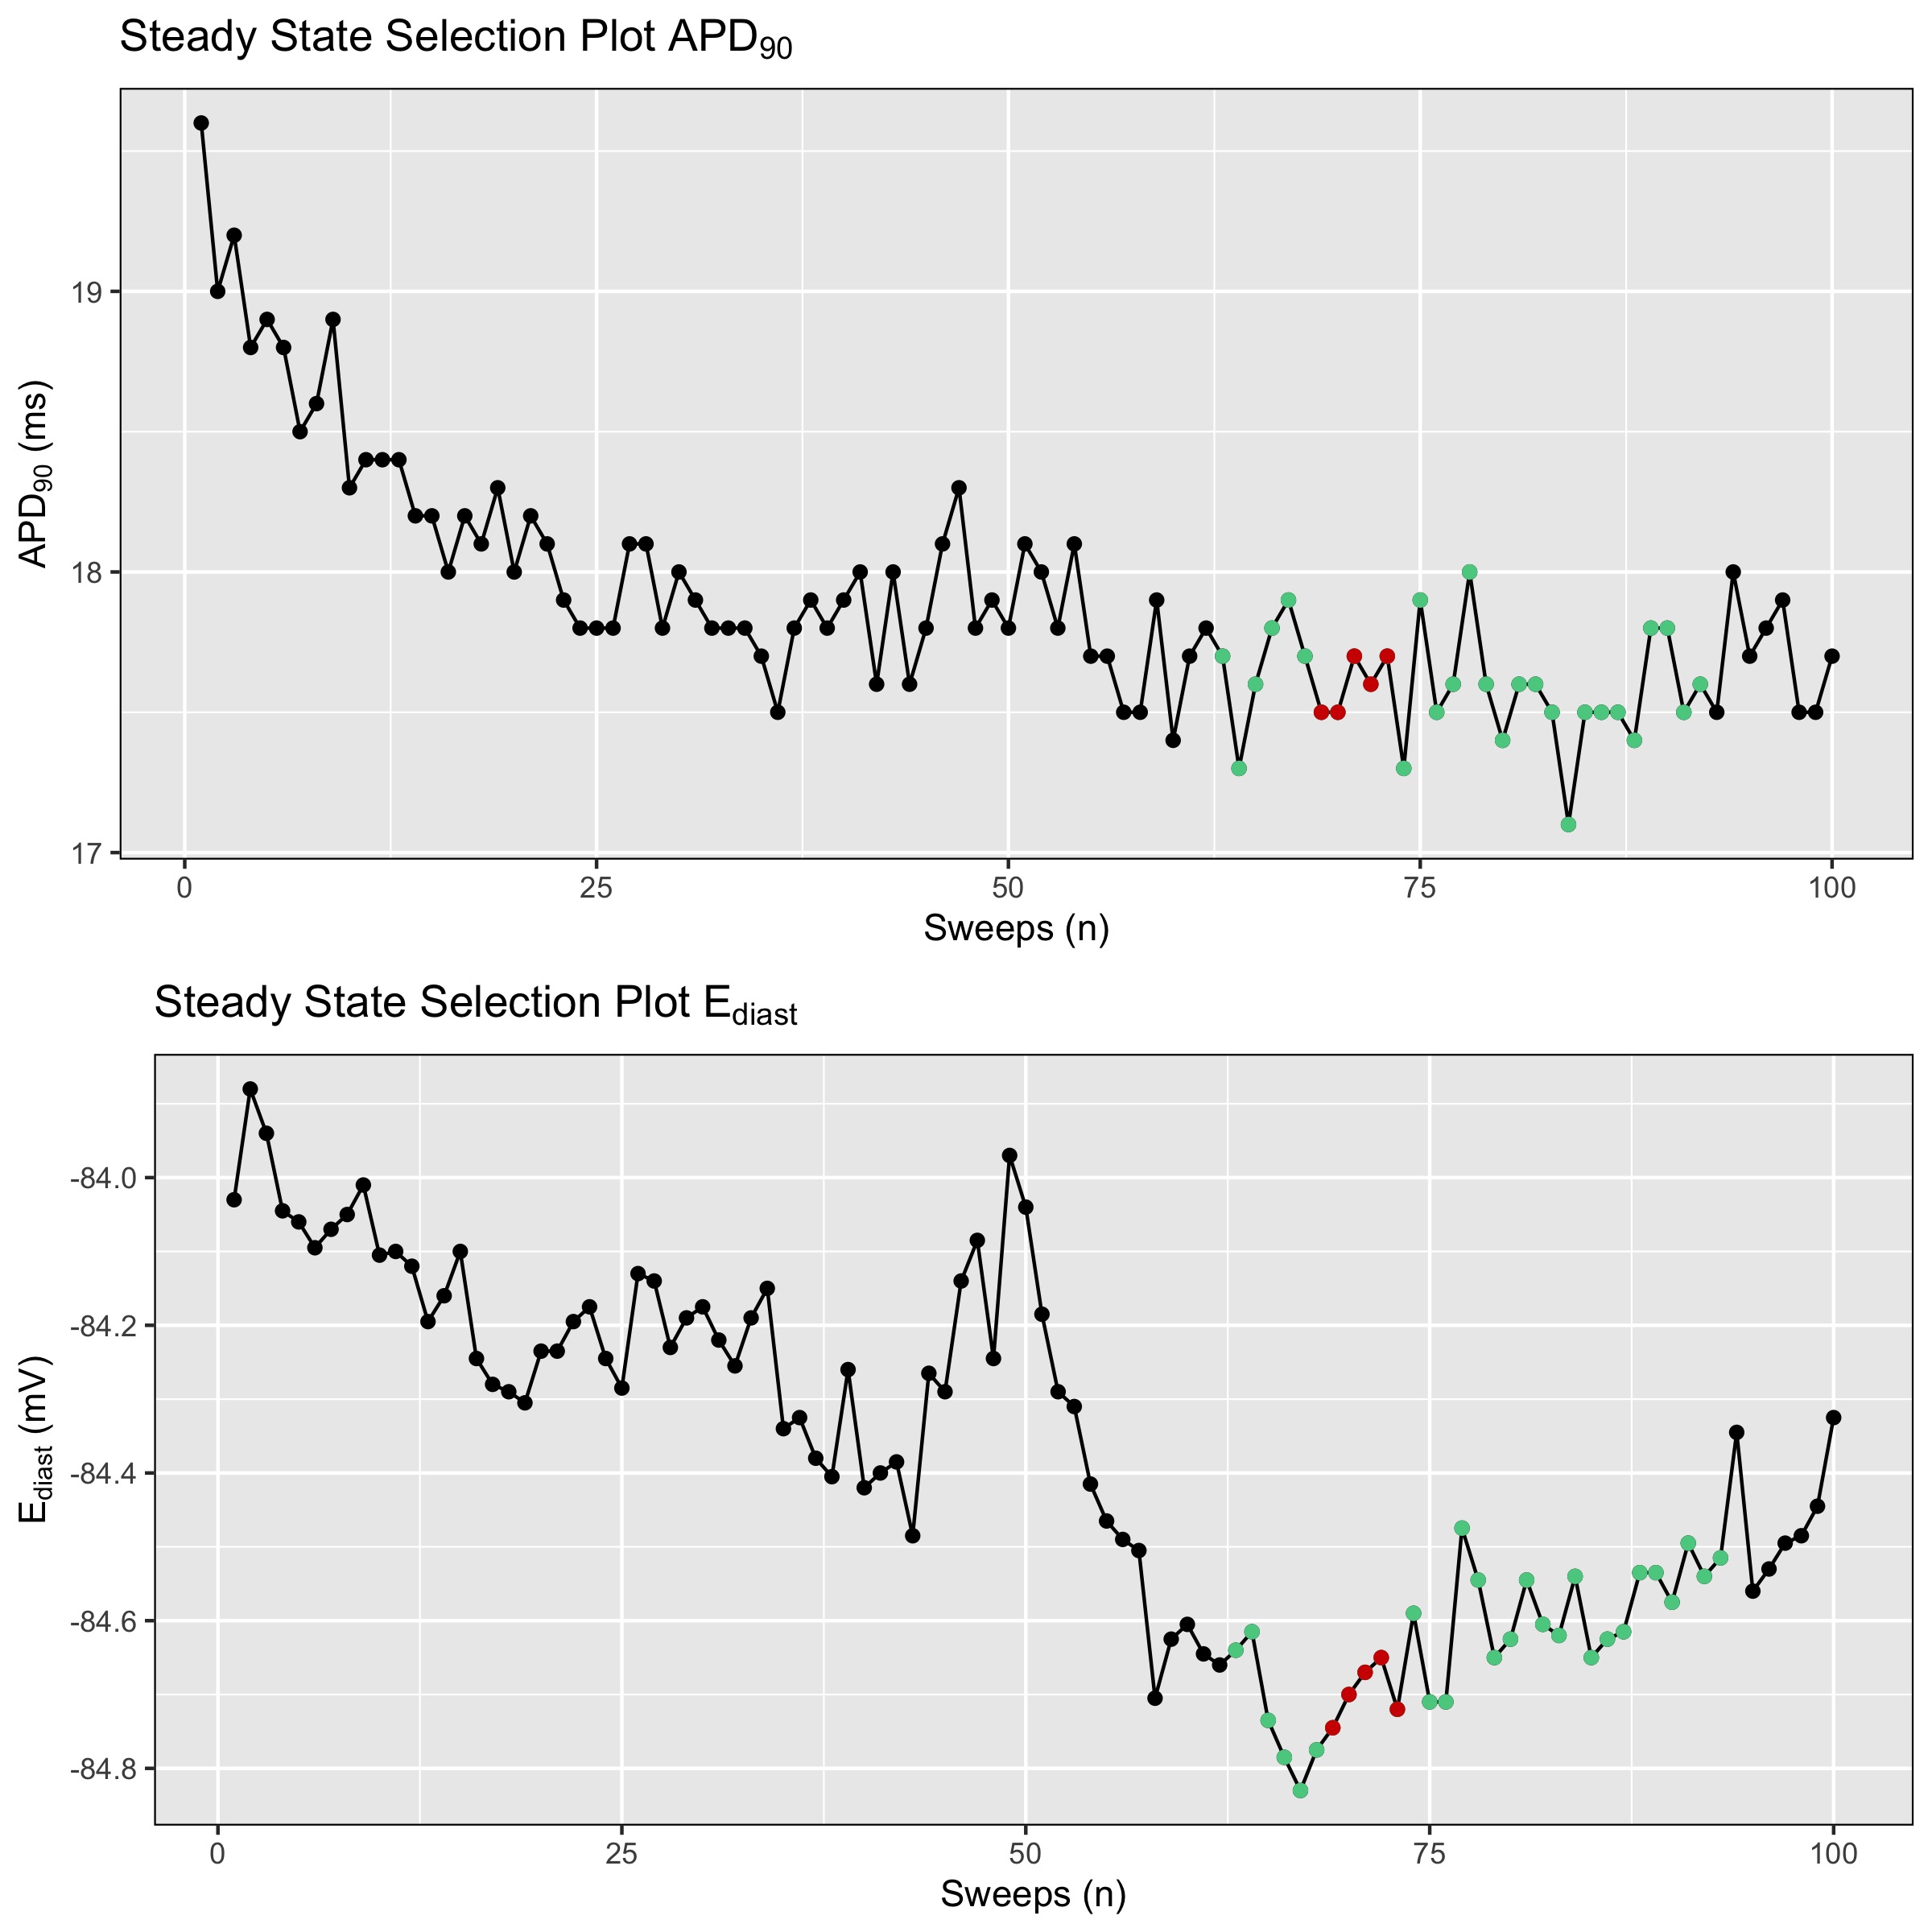 Steady State Selection Plot APD90
APD90 (ms)
19
18
17
0 25 50 75 100
Sweeps (n)
Steady State Selection Plot Ediast
Ediast (mV)
-84.0
-84.2
-84.4
-84.6
-84.8
0 25 50 75 100
Sweeps (n)